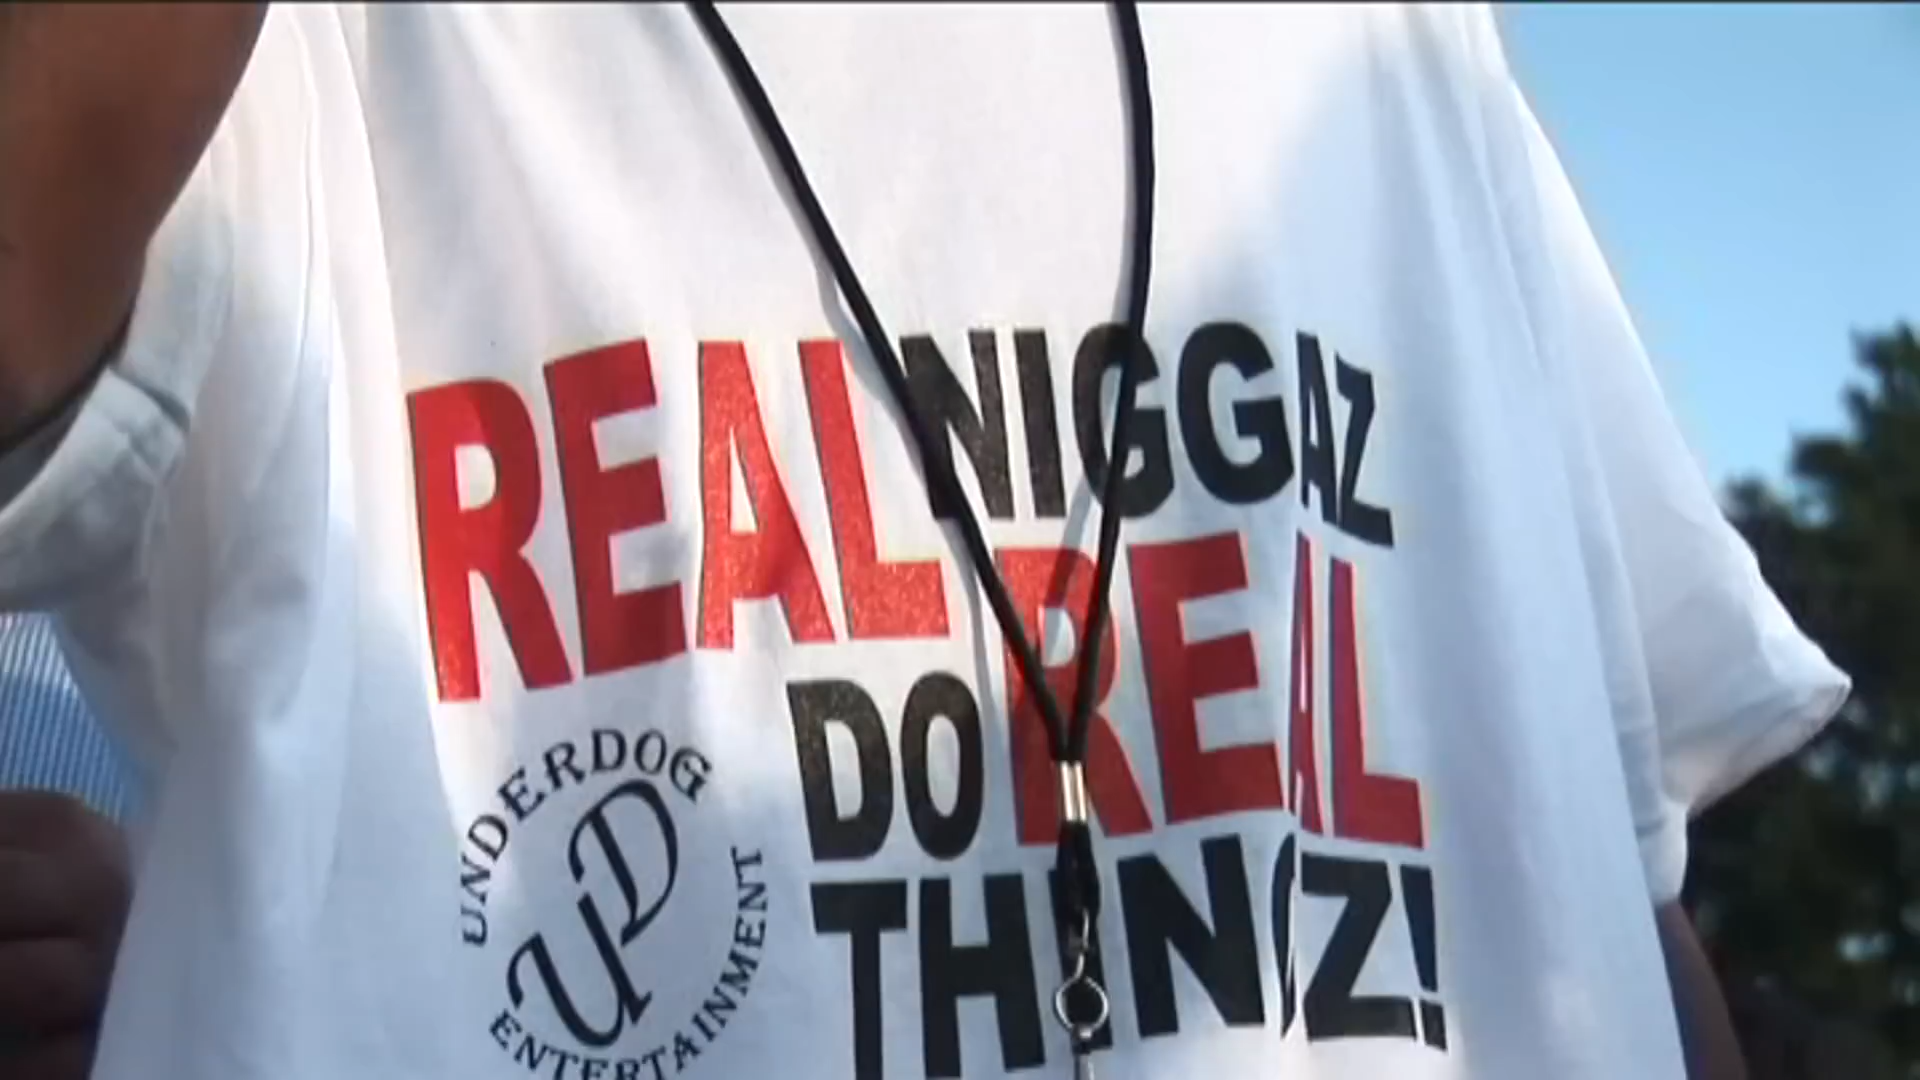 REAL NIGGAZ
DO REAL
THINGZ!
UNDERDOG
UD
ENTERTAINMENT